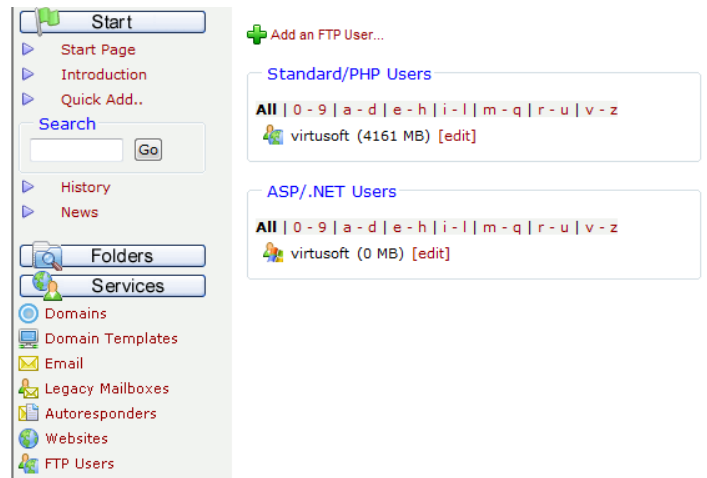 Start
Start Page
Introduction
Quick Add..
Search
Go
History
News
Folders
Services
Domains
Domain Templates
Email
Legacy Mailboxes
Autoresponders
Websites
FTP Users
Add an FTP User...
Standard/PHP Users
All | 0 - 9 | a - d | e - h | i - l | m - q | r - u | v - z
virtusoft (4161 MB) [edit]
ASP/.NET Users
All | 0 - 9 | a - d | e - h | i - l | m - q | r - u | v - z
virtusoft (0 MB) [edit]